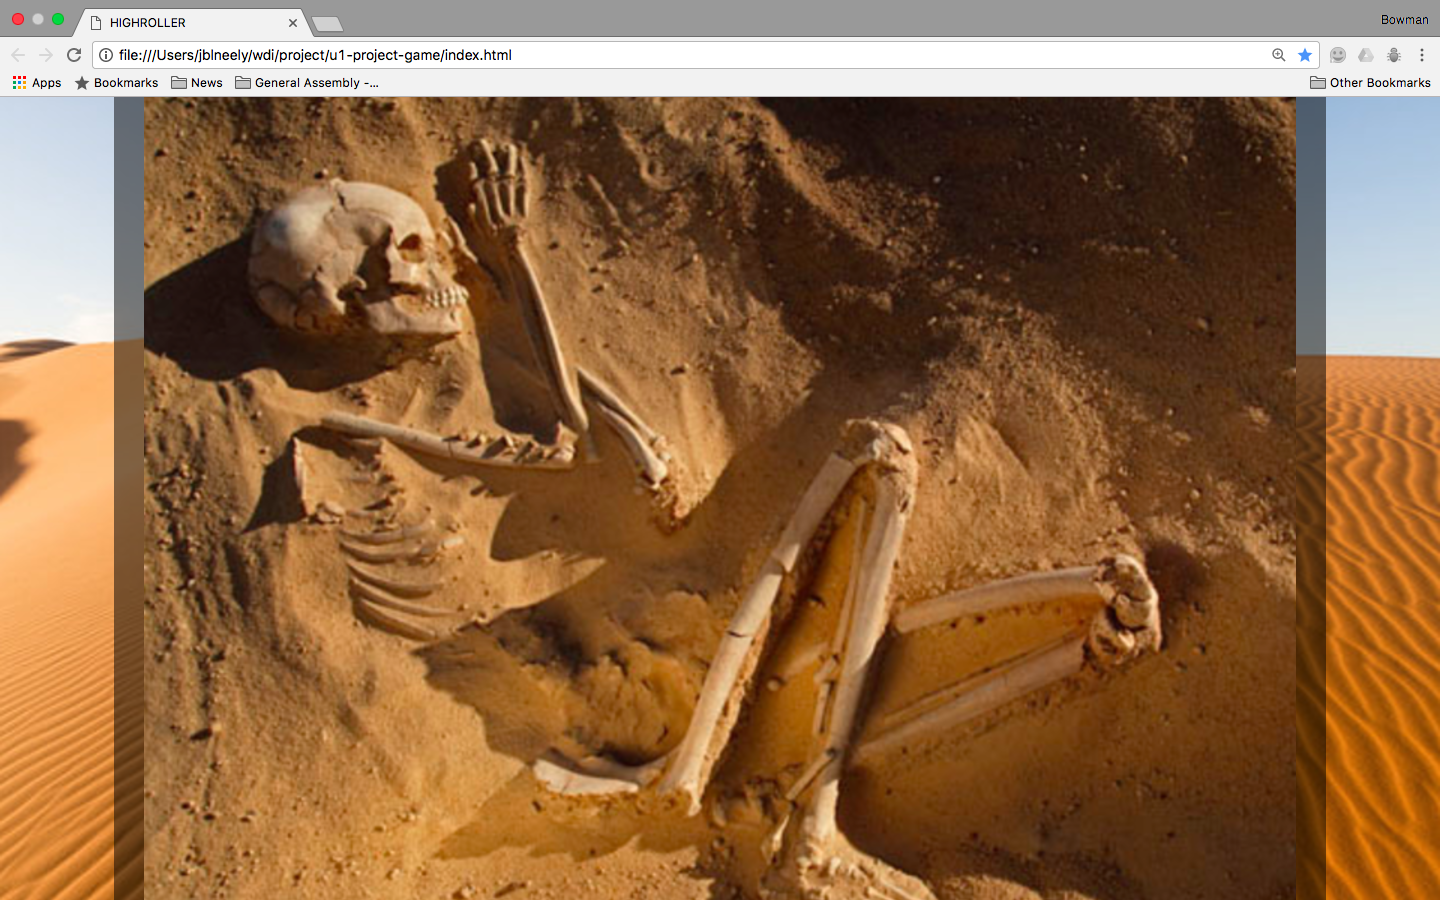 HIGHROLLER
Bowman
file:///Users/jblneely/wdi/project/u1-project-game/index.html
Apps Bookmarks News General Assembly -... Other Bookmarks